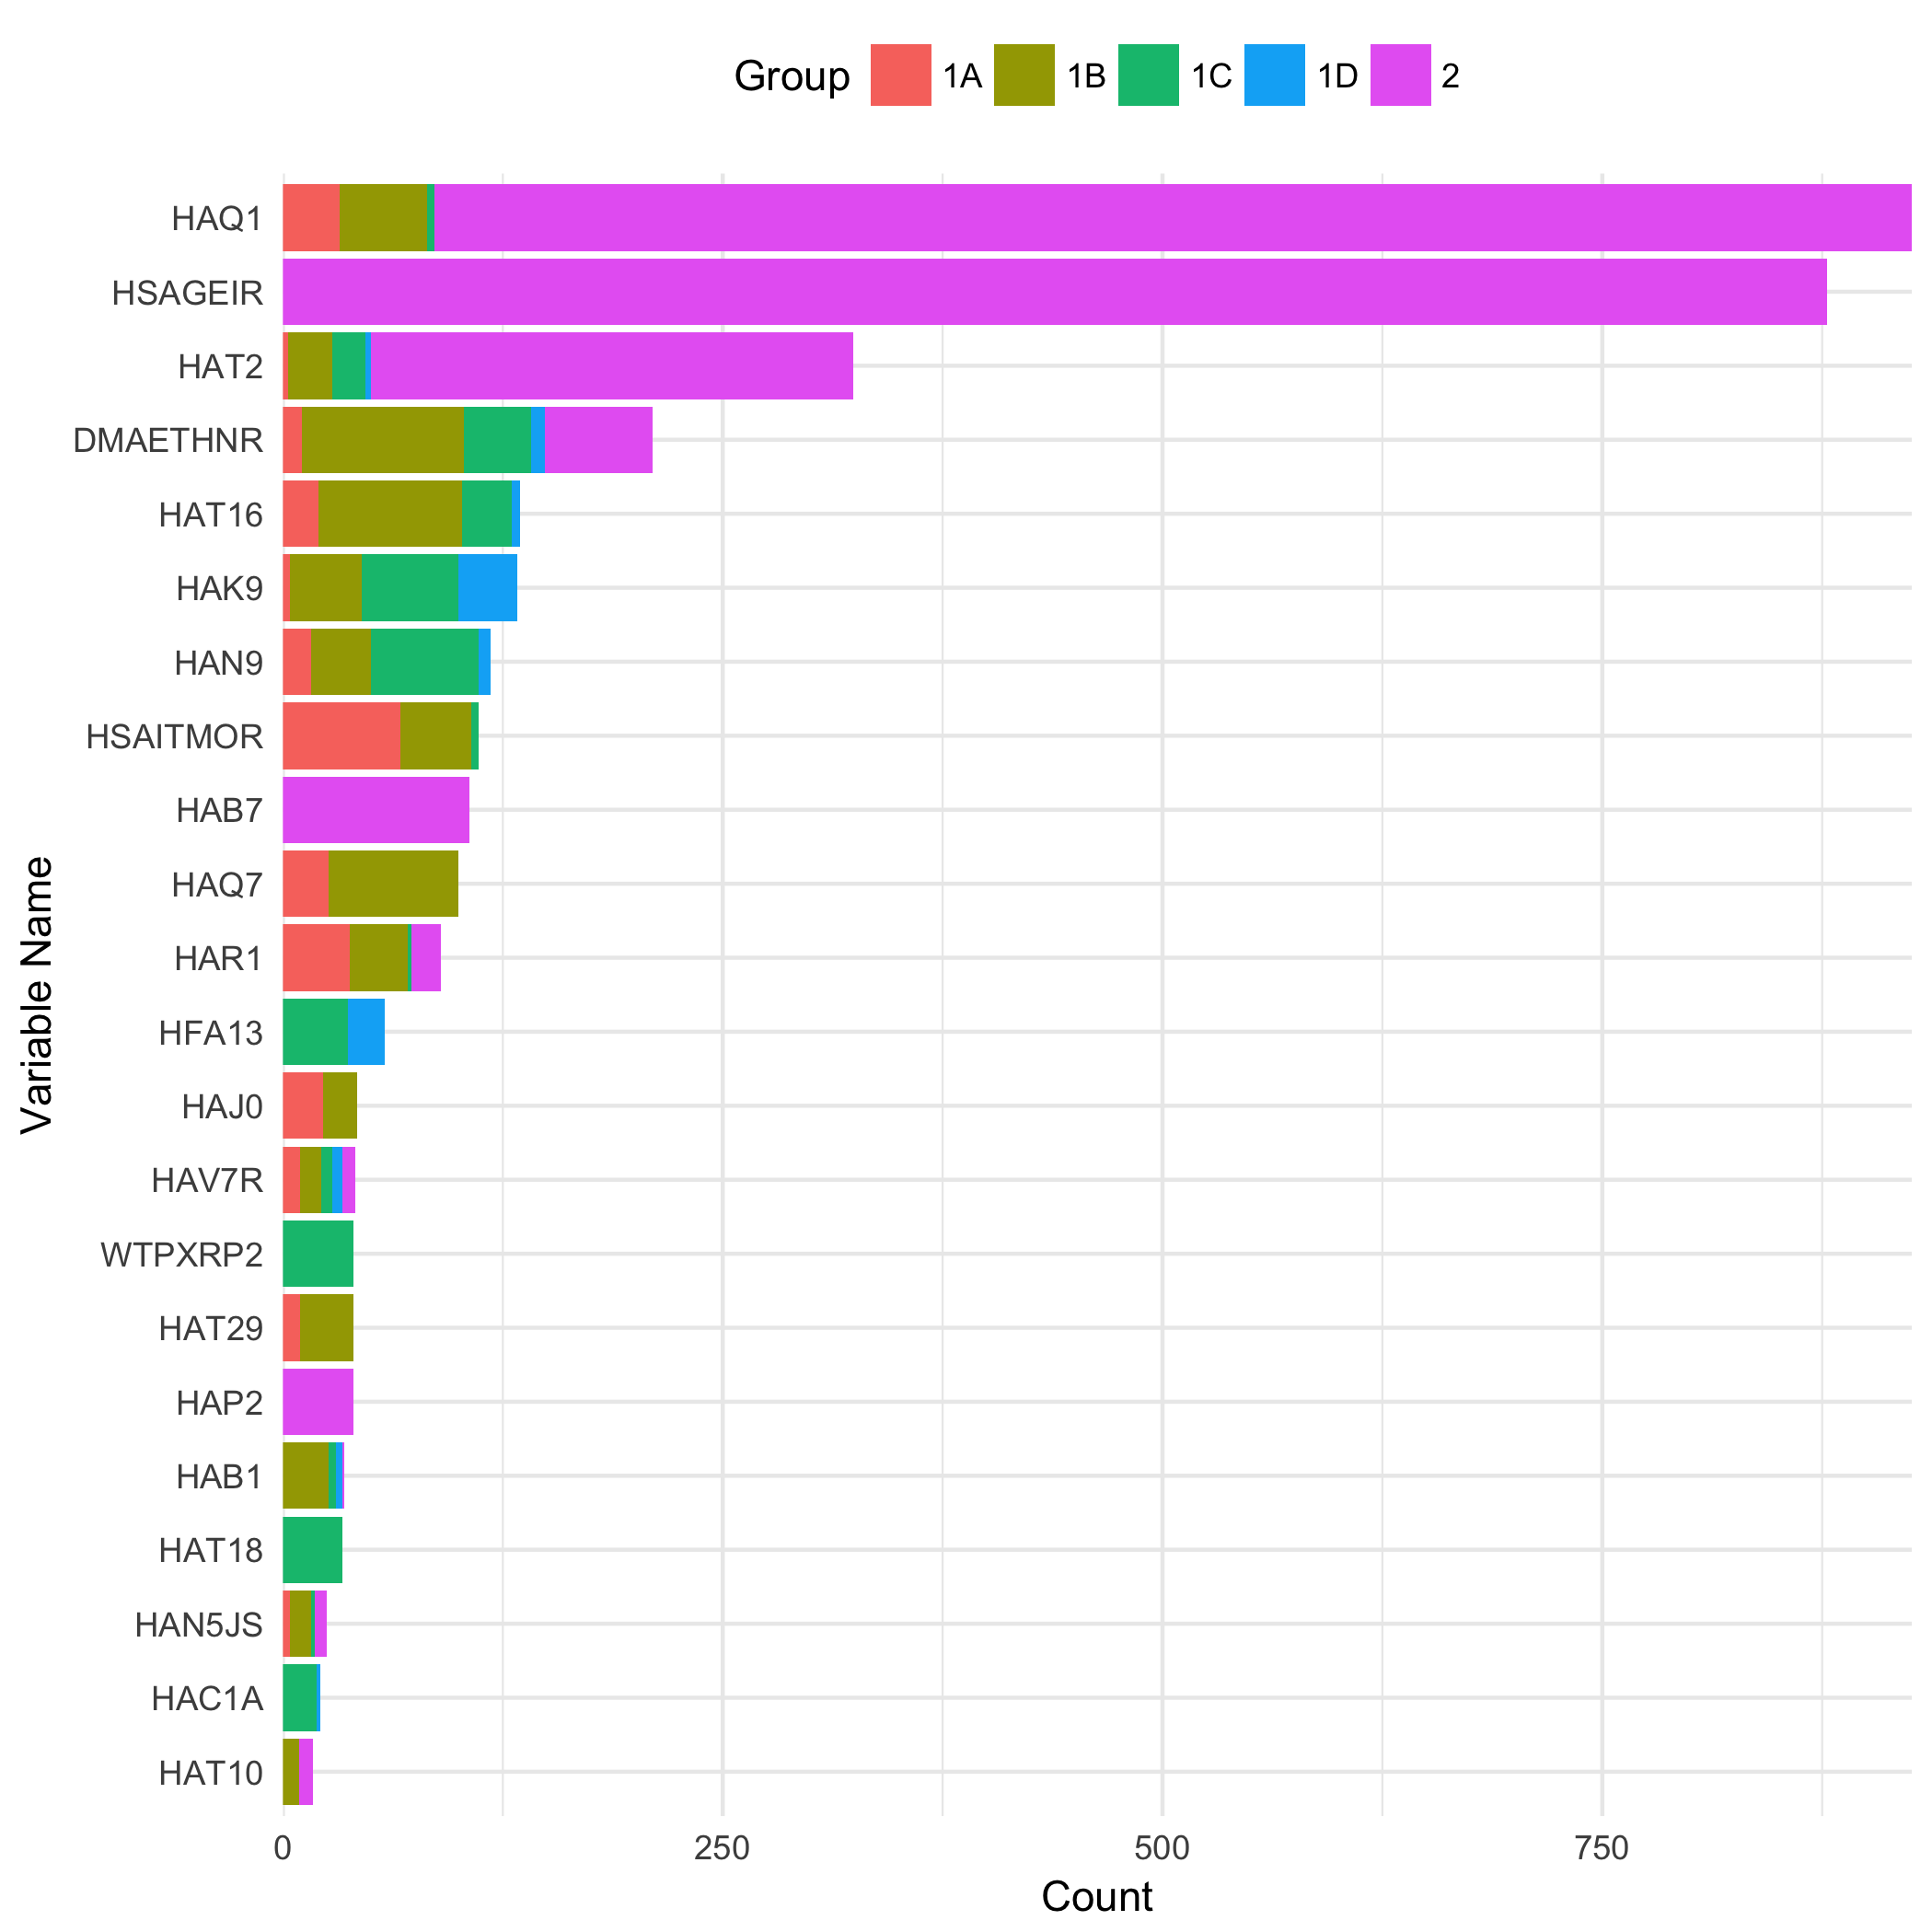 Group 1A 1B 1C 1D 2
HAQ1
HSAGEIR
HAT2
DMAETHNR
HAT16
HAK9
HAN9
HSAITMOR
HAB7
HAQ7
HAR1
HFA13
HAJ0
HAV7R
WTPXRP2
HAT29
HAP2
HAB1
HAT18
HAN5JS
HAC1A
HAT10
Variable Name
0 250 500 750
Count